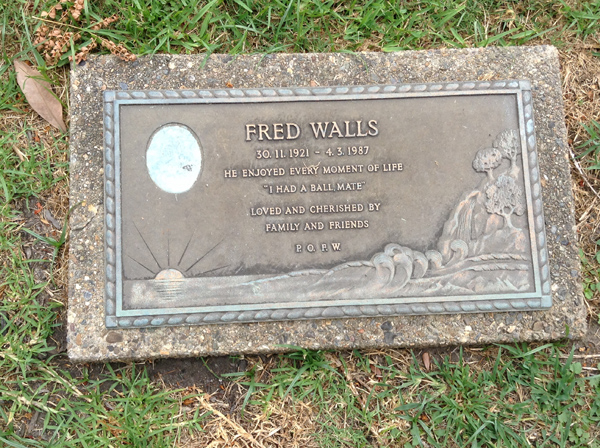 FRED WALLS
30. 11. 1921 - 4. 3. 1987
HE ENJOYED EVERY MOMENT OF LIFE
"I HAD A BALL, MATE"
LOVED AND CHERISHED BY
FAMILY AND FRIENDS
P. O. P. W.